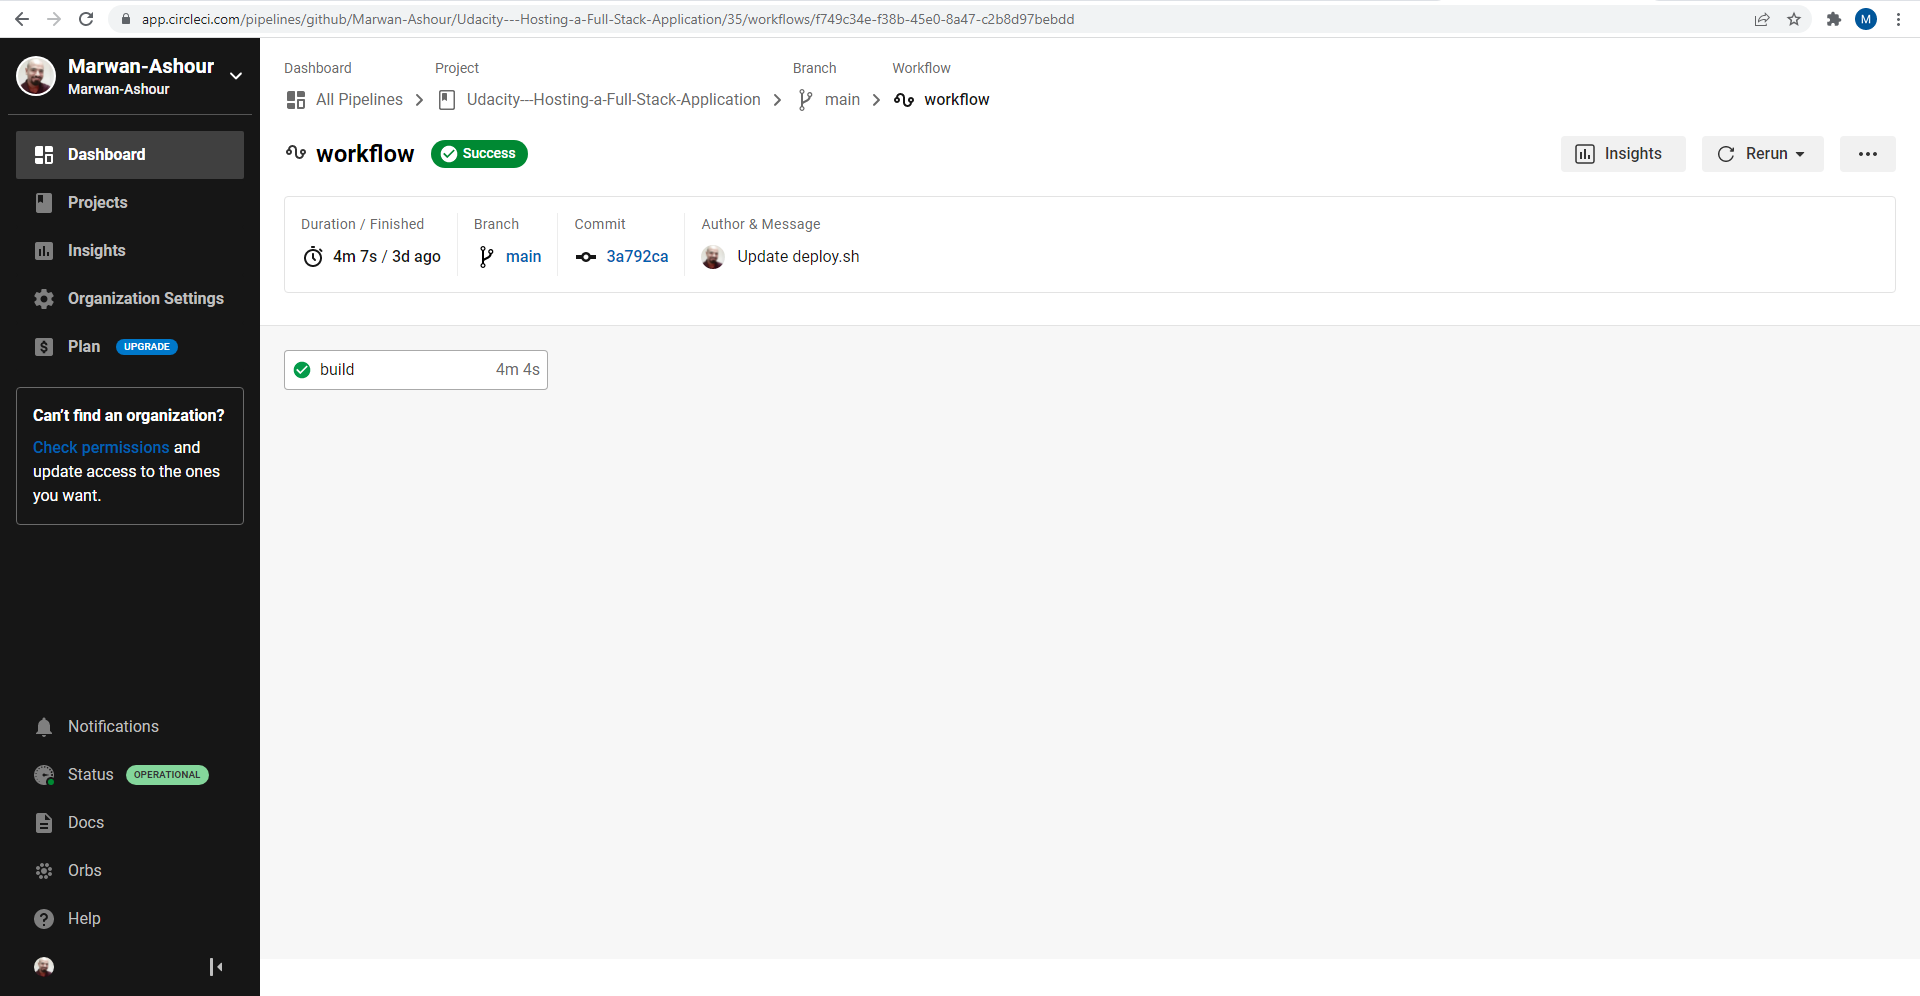 app.circleci.com/pipelines/github/Marwan-Ashour/Udacity---Hosting-a-Full-Stack-Application/35/workflows/f749c34e-f38b-45e0-8a47-c2b8d97bebdd
M
Marwan-Ashour
Marwan-Ashour
Dashboard
Projects
Insights
Organization Settings
Plan UPGRADE
Can't find an organization?
Check permissions and
update access to the ones
you want.
Notifications
Status OPERATIONAL
Docs
Orbs
Help
Dashboard Project Branch Workflow
All Pipelines Udacity---Hosting-a-Full-Stack-Application main workflow
workflow Success
Insights Rerun
Duration / Finished Branch Commit Author & Message
4m 7s / 3d ago main 3a792ca Update deploy.sh
build 4m 4s